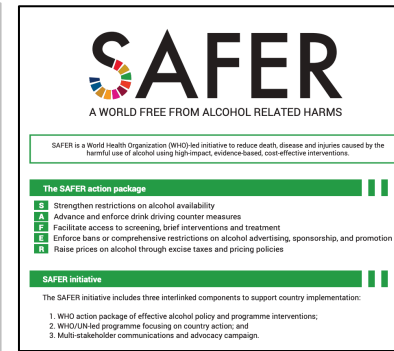 SAFER
A WORLD FREE FROM ALCOHOL RELATED HARMS
SAFER is a World Health Organization (WHO)-led initiative to reduce death, disease and injuries caused by the
harmful use of alcohol using high-impact, evidence-based, cost-effective interventions.
The SAFER action package
S Strengthen restrictions on alcohol availability
A Advance and enforce drink driving counter measures
F Facilitate access to screening, brief interventions and treatment
E Enforce bans or comprehensive restrictions on alcohol advertising, sponsorship, and promotion
R Raise prices on alcohol through excise taxes and pricing policies
SAFER initiative
The SAFER initiative includes three interlinked components to support country implementation:
1. WHO action package of effective alcohol policy and programme interventions;
2. WHO/UN-led programme focusing on country action; and
3. Multi-stakeholder communications and advocacy campaign.